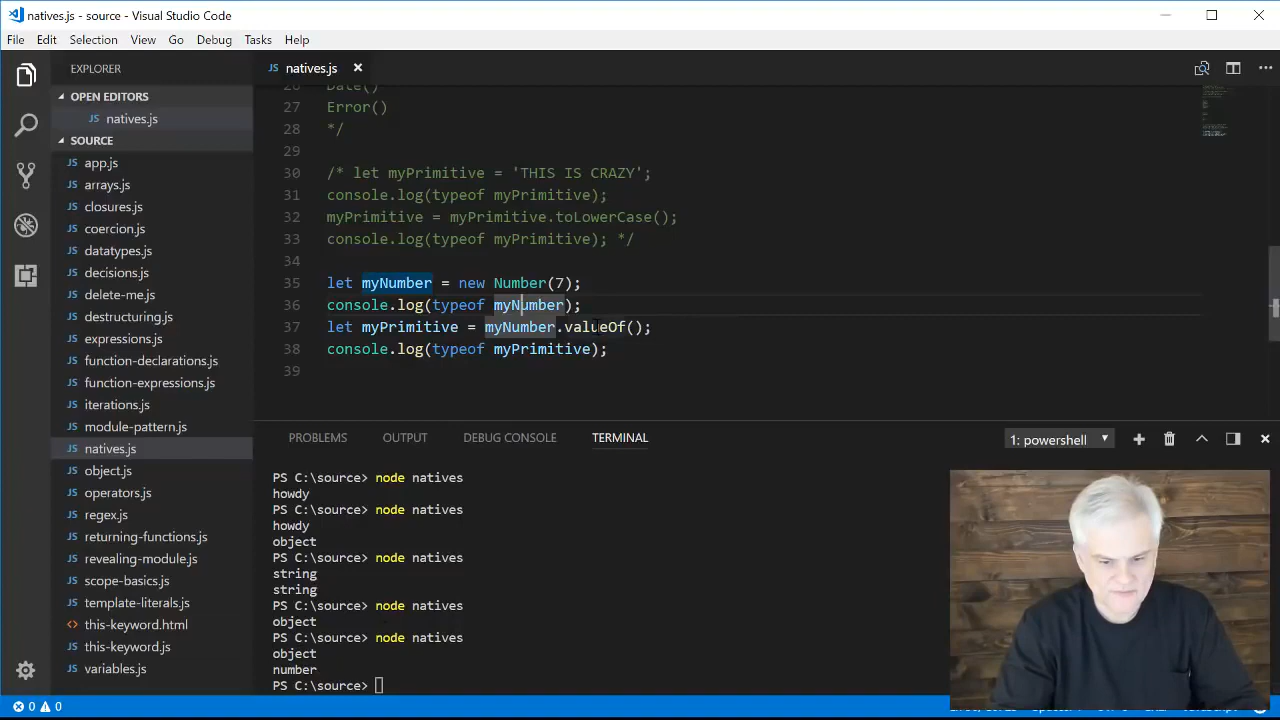 natives.js - source - Visual Studio Code
File Edit Selection View Go Debug Tasks Help
EXPLORER
natives.js
OPEN EDITORS
JS natives.js
SOURCE
JS app.js
JS arrays.js
JS closures.js
JS coercion.js
JS datatypes.js
JS decisions.js
JS delete-me.js
JS destructuring.js
JS expressions.js
JS function-declarations.js
JS function-expressions.js
JS iterations.js
JS module-pattern.js
JS natives.js
JS object.js
JS operators.js
JS regex.js
JS returning-functions.js
JS revealing-module.js
JS scope-basics.js
JS template-literals.js
<> this-keyword.html
JS this-keyword.js
JS variables.js
JS natives.js
26 Date()
27 Error()
28 */
29
30 /* let myPrimitive = 'THIS IS CRAZY';
31 console.log(typeof myPrimitive);
32 myPrimitive = myPrimitive.toLowerCase();
33 console.log(typeof myPrimitive); */
34
35 let myNumber = new Number(7);
36 console.log(typeof myNumber);
37 let myPrimitive = myNumber.valueOf();
38 console.log(typeof myPrimitive);
39
PROBLEMS OUTPUT DEBUG CONSOLE TERMINAL 1: powershell
PS C:\source> node natives
howdy
PS C:\source> node natives
howdy
object
PS C:\source> node natives
string
string
PS C:\source> node natives
object
PS C:\source> node natives
object
number
PS C:\source>
0 0